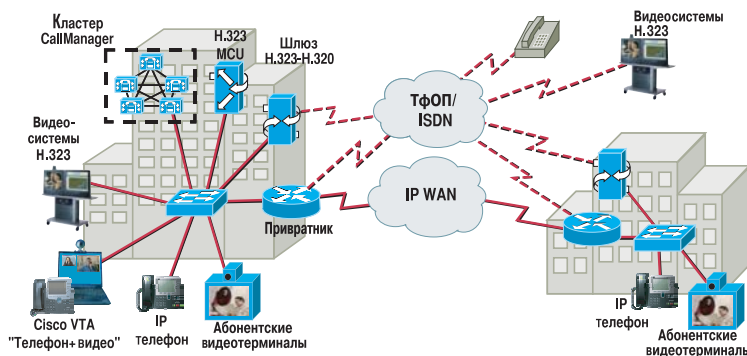 Кластер
CallManager
H.323
MCU
Шлюз
H.323-H.320
Видео-
системы
H.323
ТфОП/
ISDN
Видеосистемы
H.323
IP WAN
Привратник
Cisco VTA
"Телефон+видео"
IP
телефон
Абонентские
видеотерминалы
IP
телефон
Абонентские
видеотерминалы